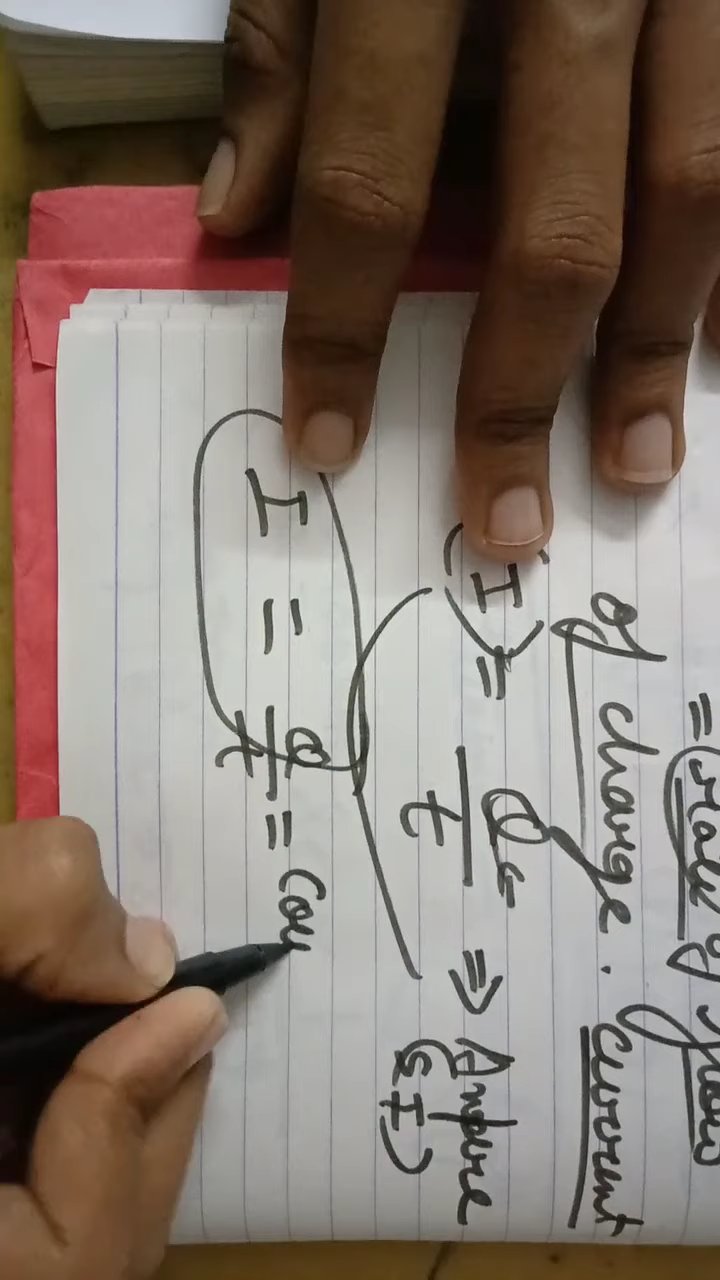 = (Rate of flow
of charge. Current
(I) = Q / t ⇒ Ampere
(SI)
I = Q / t = Cou